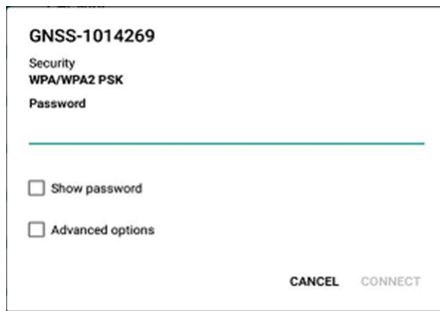 GNSS-1014269
Security
WPA/WPA2 PSK
Password
Show password
Advanced options
CANCEL CONNECT